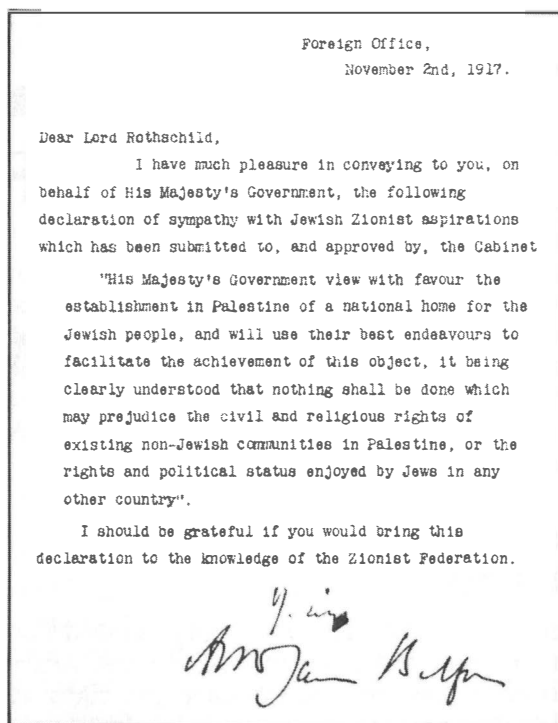 Foreign Office,
November 2nd, 1917.
Dear Lord Rothschild,
I have much pleasure in conveying to you, on
behalf of His Majesty's Government, the following
declaration of sympathy with Jewish Zionist aspirations
which has been submitted to, and approved by, the Cabinet
"His Majesty's Government view with favour the
establishment in Palestine of a national home for the
Jewish people, and will use their best endeavours to
facilitate the achievement of this object, it being
clearly understood that nothing shall be done which
may prejudice the civil and religious rights of
existing non-Jewish communities in Palestine, or the
rights and political status enjoyed by Jews in any
other country".
I should be grateful if you would bring this
declaration to the knowledge of the Zionist Federation.